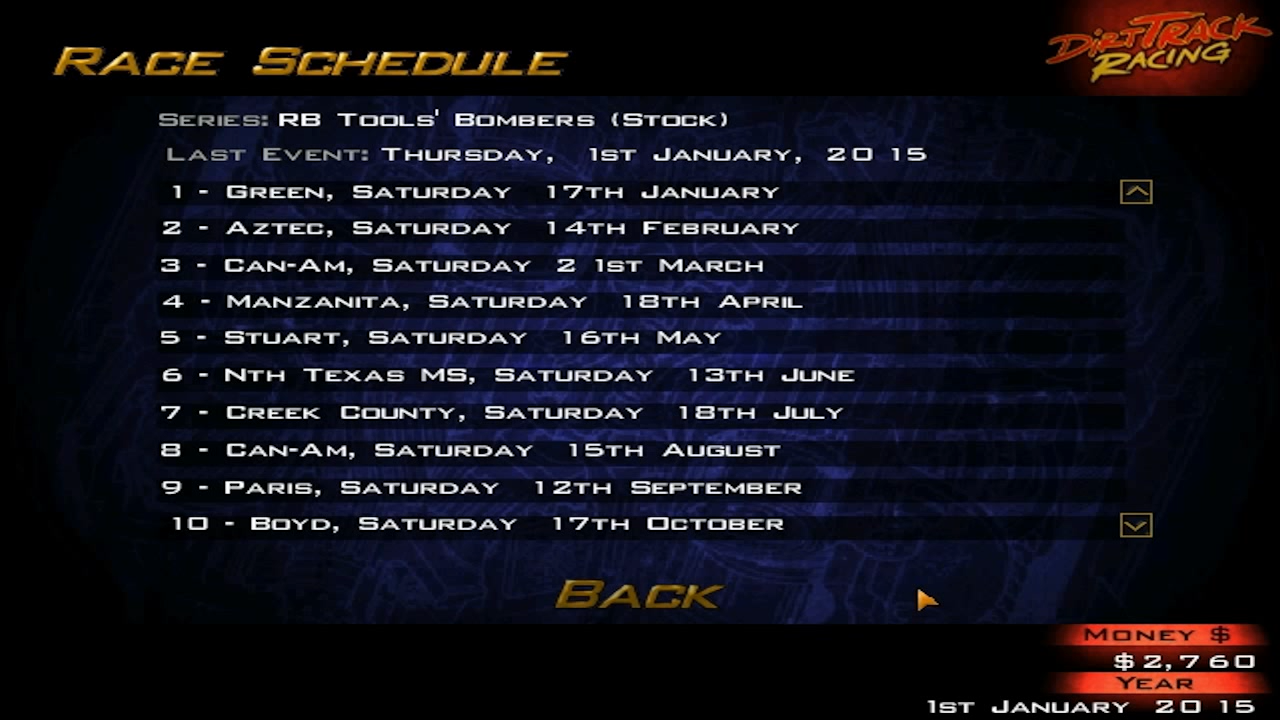 RACE SCHEDULE
DIRT TRACK
RACING
SERIES: RB TOOLS' BOMBERS (STOCK)
LAST EVENT: THURSDAY, 1ST JANUARY, 2015
1 - GREEN, SATURDAY 17TH JANUARY
2 - AZTEC, SATURDAY 14TH FEBRUARY
3 - CAN-AM, SATURDAY 21ST MARCH
4 - MANZANITA, SATURDAY 18TH APRIL
5 - STUART, SATURDAY 16TH MAY
6 - NTH TEXAS MS, SATURDAY 13TH JUNE
7 - CREEK COUNTY, SATURDAY 18TH JULY
8 - CAN-AM, SATURDAY 15TH AUGUST
9 - PARIS, SATURDAY 12TH SEPTEMBER
10 - BOYD, SATURDAY 17TH OCTOBER
BACK
MONEY $
$2,760
YEAR
1ST JANUARY 2015